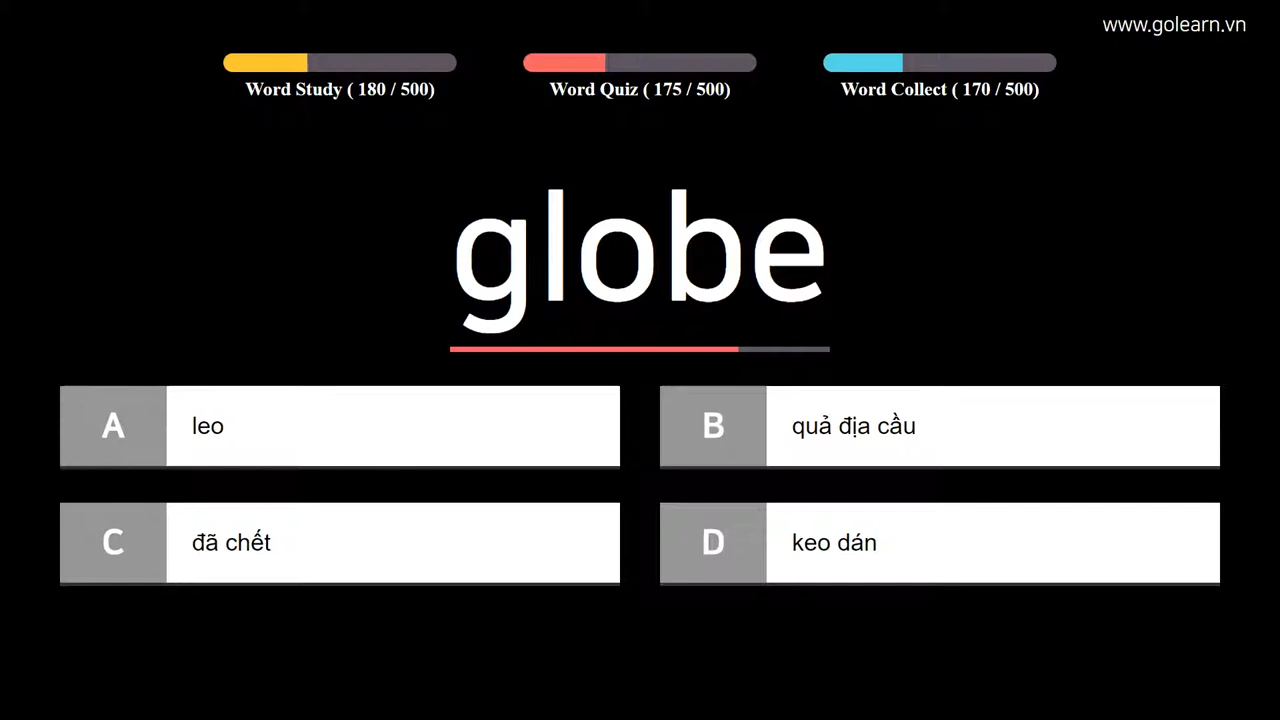 www.golearn.vn
Word Study ( 180 / 500)
Word Quiz ( 175 / 500)
Word Collect ( 170 / 500)
globe
A leo
B quả địa cầu
C đã chết
D keo dán